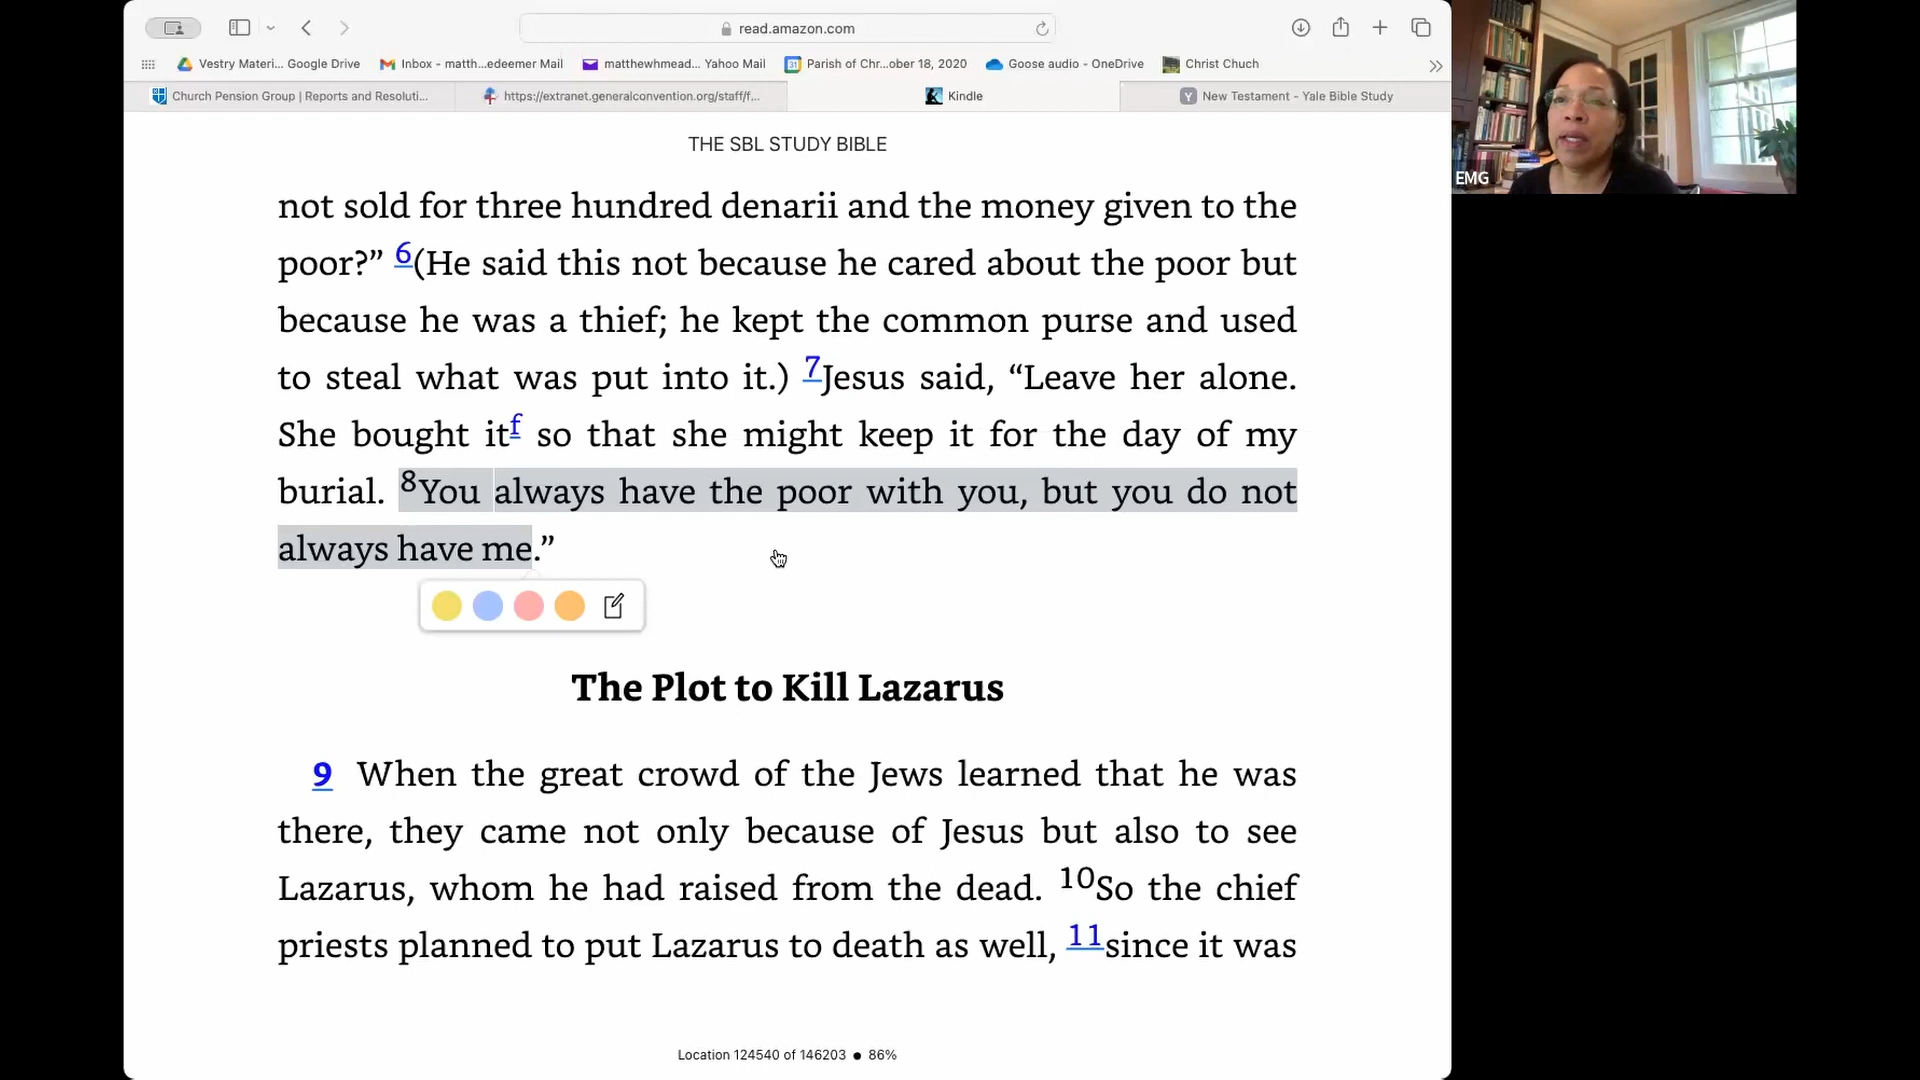 read.amazon.com
Vestry Materi... Google Drive
Inbox - matth...edeemer Mail
matthewhmead... Yahoo Mail
31
Parish of Chr...ober 18, 2020
Goose audio - OneDrive
Christ Chuch
Church Pension Group | Reports and Resoluti...
https://extranet.generalconvention.org/staff/f...
Kindle
Y
New Testament - Yale Bible Study
THE SBL STUDY BIBLE
not sold for three hundred denarii and the money given to the
poor?” 6(He said this not because he cared about the poor but
because he was a thief; he kept the common purse and used
to steal what was put into it.) 7Jesus said, “Leave her alone.
She bought itf so that she might keep it for the day of my
burial. 8You always have the poor with you, but you do not
always have me.”
The Plot to Kill Lazarus
9 When the great crowd of the Jews learned that he was
there, they came not only because of Jesus but also to see
Lazarus, whom he had raised from the dead. 10So the chief
priests planned to put Lazarus to death as well, 11since it was
Location 124540 of 146203 ● 86%
EMG